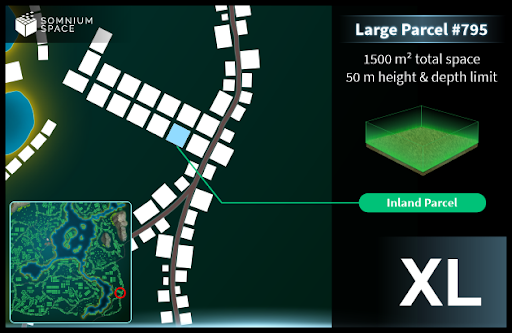 SOMNIUM
SPACE
Large Parcel #795
1500 m² total space
50 m height & depth limit
Inland Parcel
XL